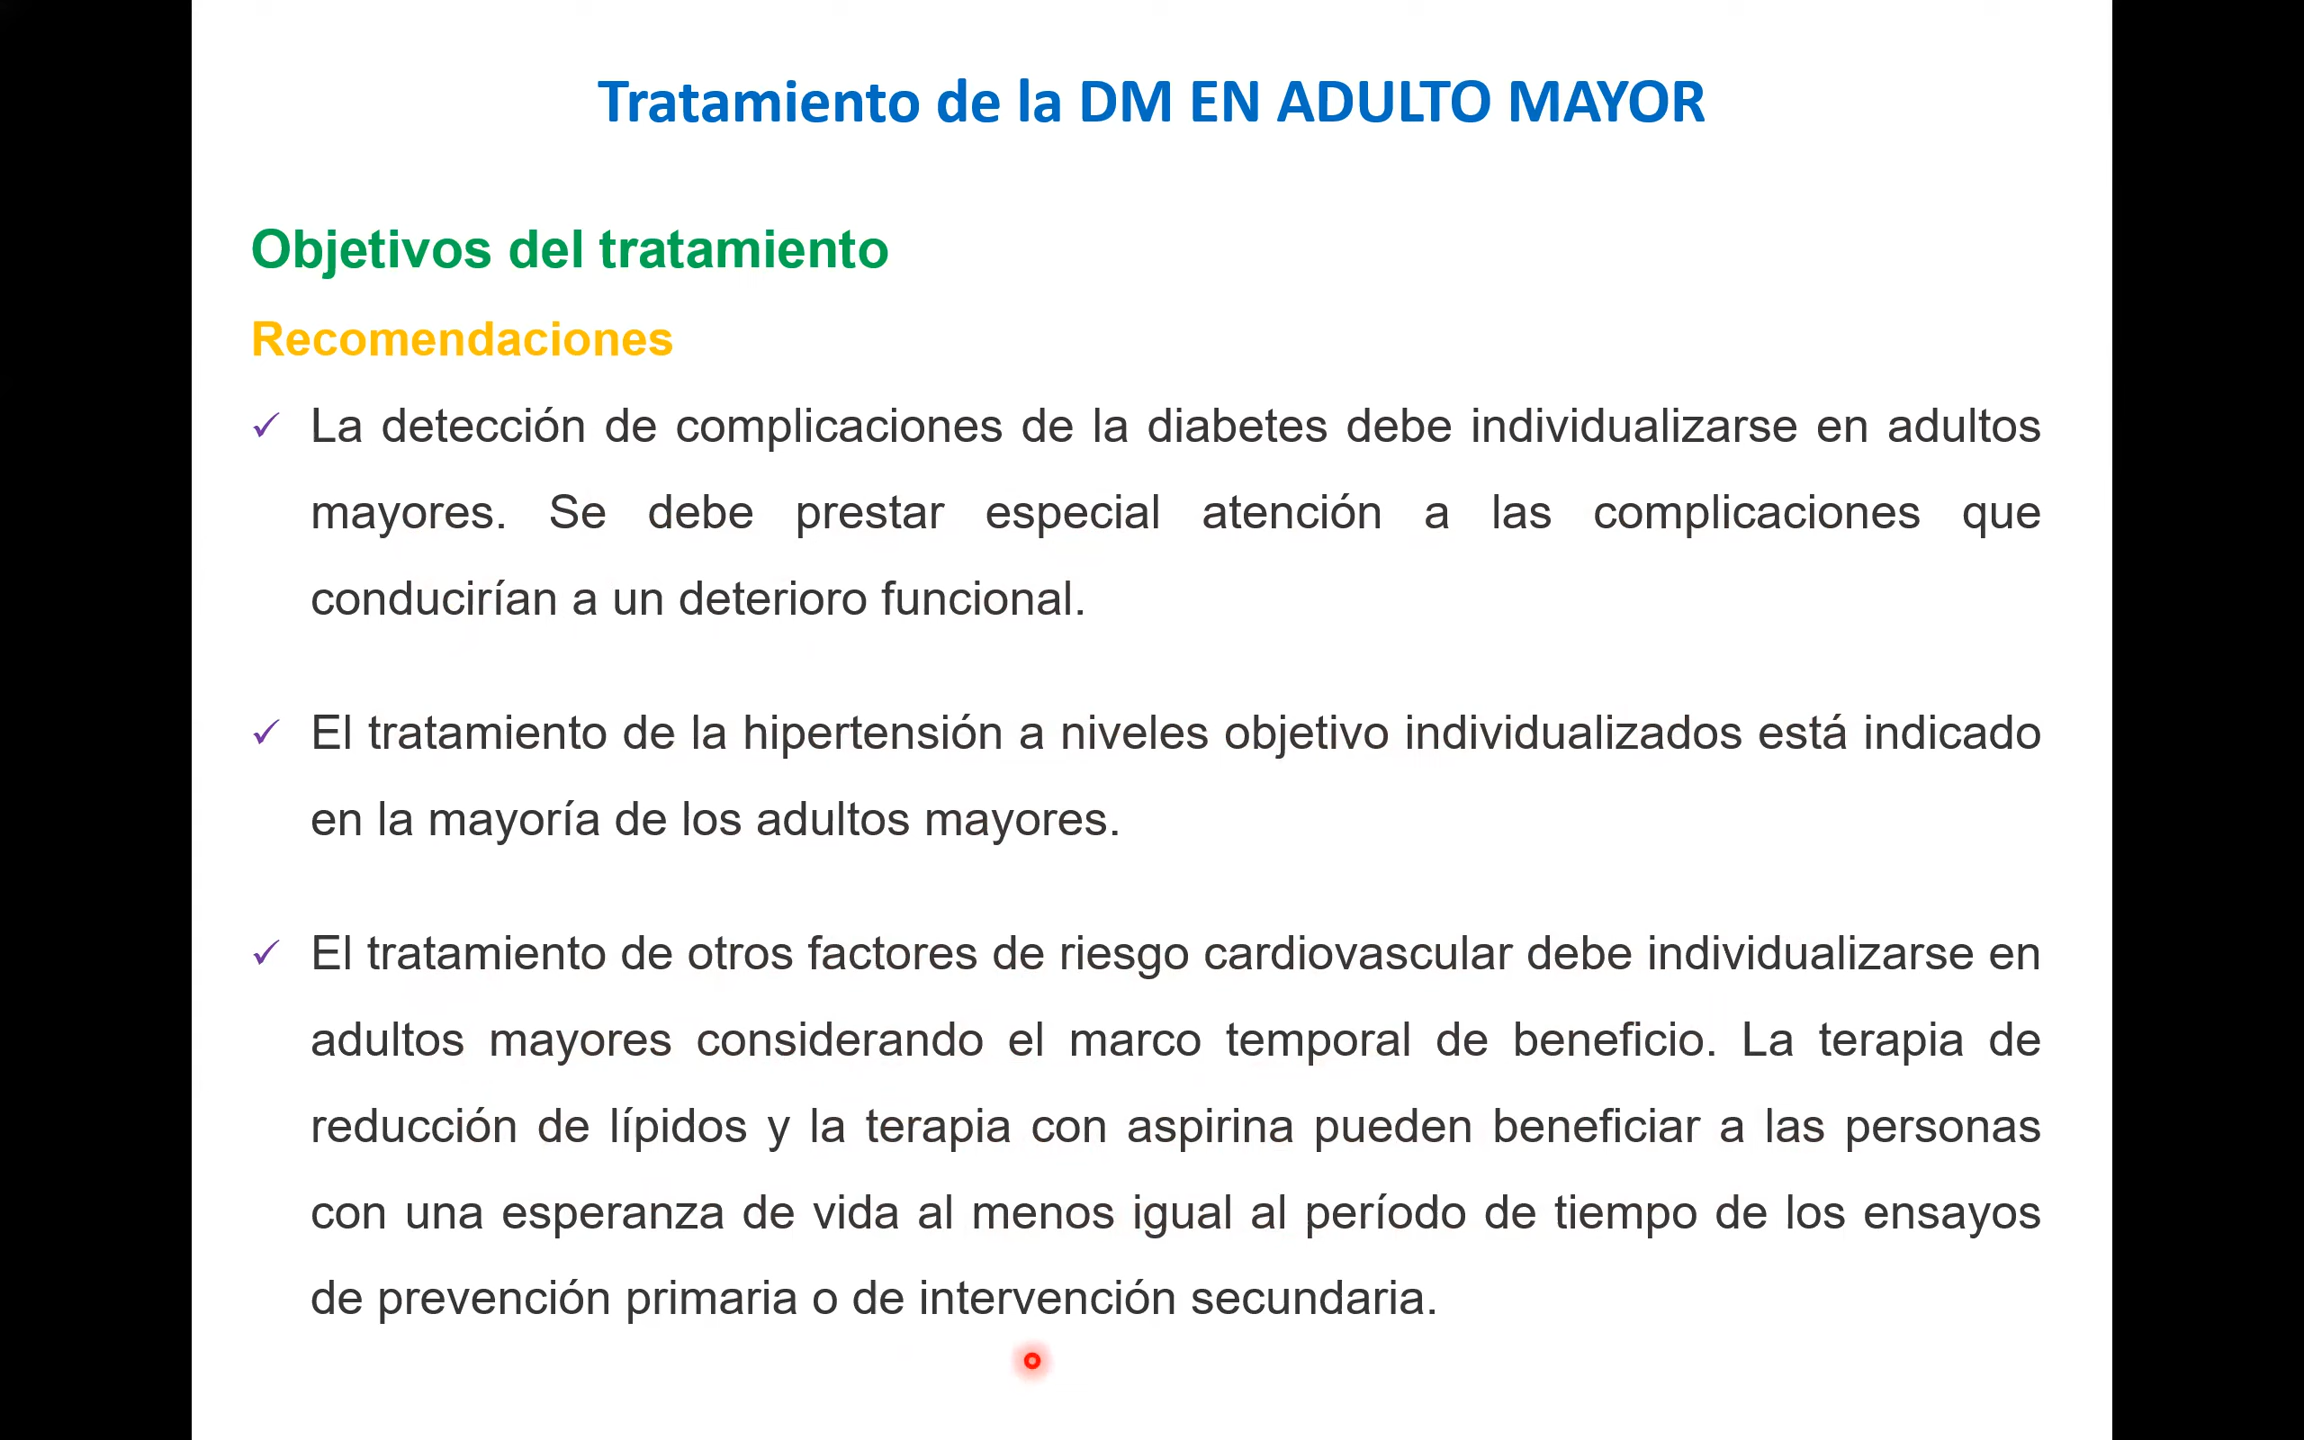 Tratamiento de la DM EN ADULTO MAYOR
Objetivos del tratamiento
Recomendaciones
✓ La detección de complicaciones de la diabetes debe individualizarse en adultos
mayores. Se debe prestar especial atención a las complicaciones que
conducirían a un deterioro funcional.
✓ El tratamiento de la hipertensión a niveles objetivo individualizados está indicado
en la mayoría de los adultos mayores.
✓ El tratamiento de otros factores de riesgo cardiovascular debe individualizarse en
adultos mayores considerando el marco temporal de beneficio. La terapia de
reducción de lípidos y la terapia con aspirina pueden beneficiar a las personas
con una esperanza de vida al menos igual al período de tiempo de los ensayos
de prevención primaria o de intervención secundaria.